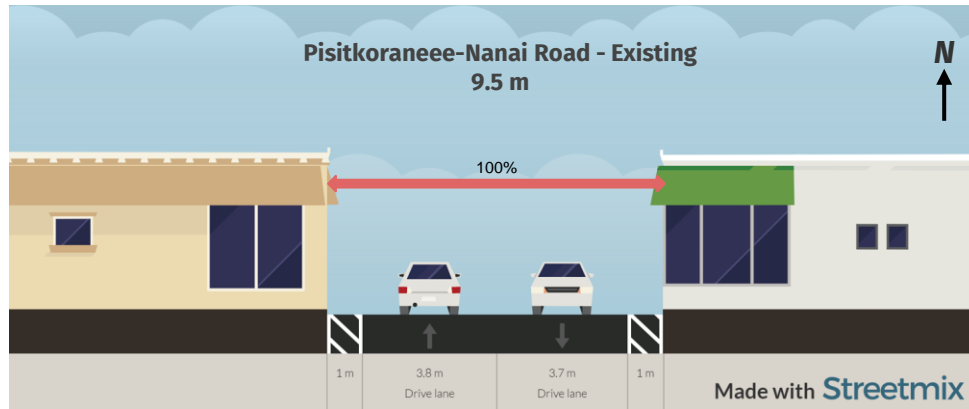 Pisitkoraneee-Nanai Road - Existing
9.5 m
N
100%
1 m
3.8 m
Drive lane
3.7 m
Drive lane
1 m
Made with Streetmix